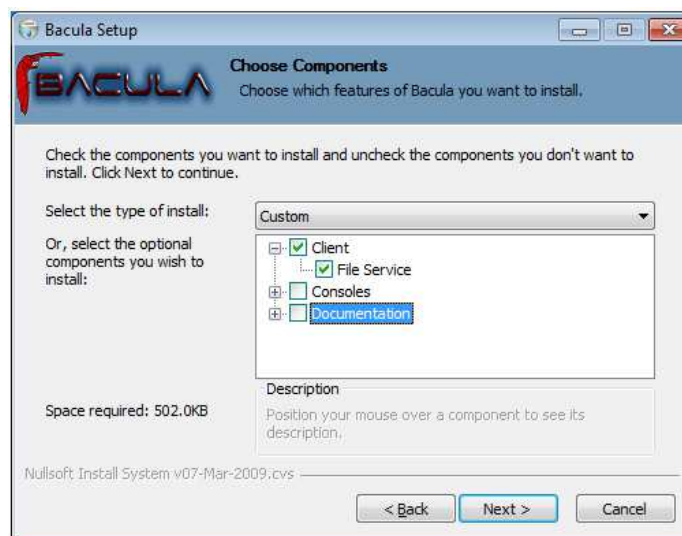 Bacula Setup
BACULA
Choose Components
Choose which features of Bacula you want to install.
Check the components you want to install and uncheck the components you don't want to
install. Click Next to continue.
Select the type of install:
Custom
Or, select the optional
components you wish to
install:
Client
File Service
Consoles
Documentation
Space required: 502.0KB
Description
Position your mouse over a component to see its
description.
Nullsoft Install System v07-Mar-2009.cvs
< Back
Next >
Cancel